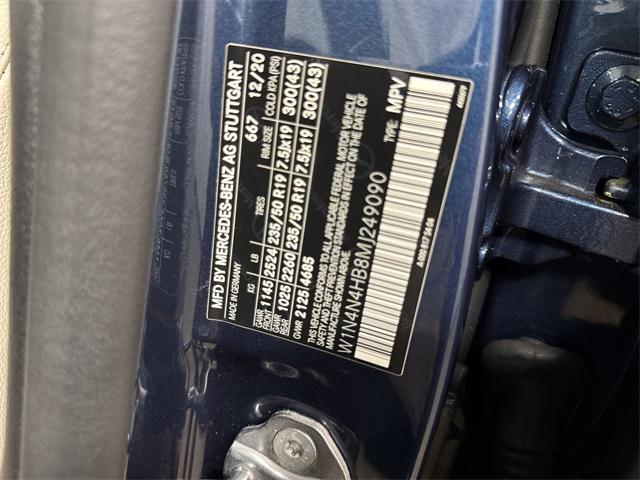 MFD BY MERCEDES-BENZ AG STUTTGART
MADE IN GERMANY 667 12/20
KG LB TIRES RIM SIZE COLD KPA(PSI)
GAWR FRONT 1145 2524 235/50 R19 7.5Jx19 300(43)
GAWR REAR 1025 2260 235/50 R19 7.5Jx19 300(43)
GVWR 2125 4685
THIS VEHICLE CONFORMS TO ALL APPLICABLE FEDERAL MOTOR VEHICLE
SAFETY AND THEFT PREVENTION STANDARDS IN EFFECT ON THE DATE OF
MANUFACTURE SHOWN ABOVE.
W1N4N4HB8MJ249090 TYPE: MPV